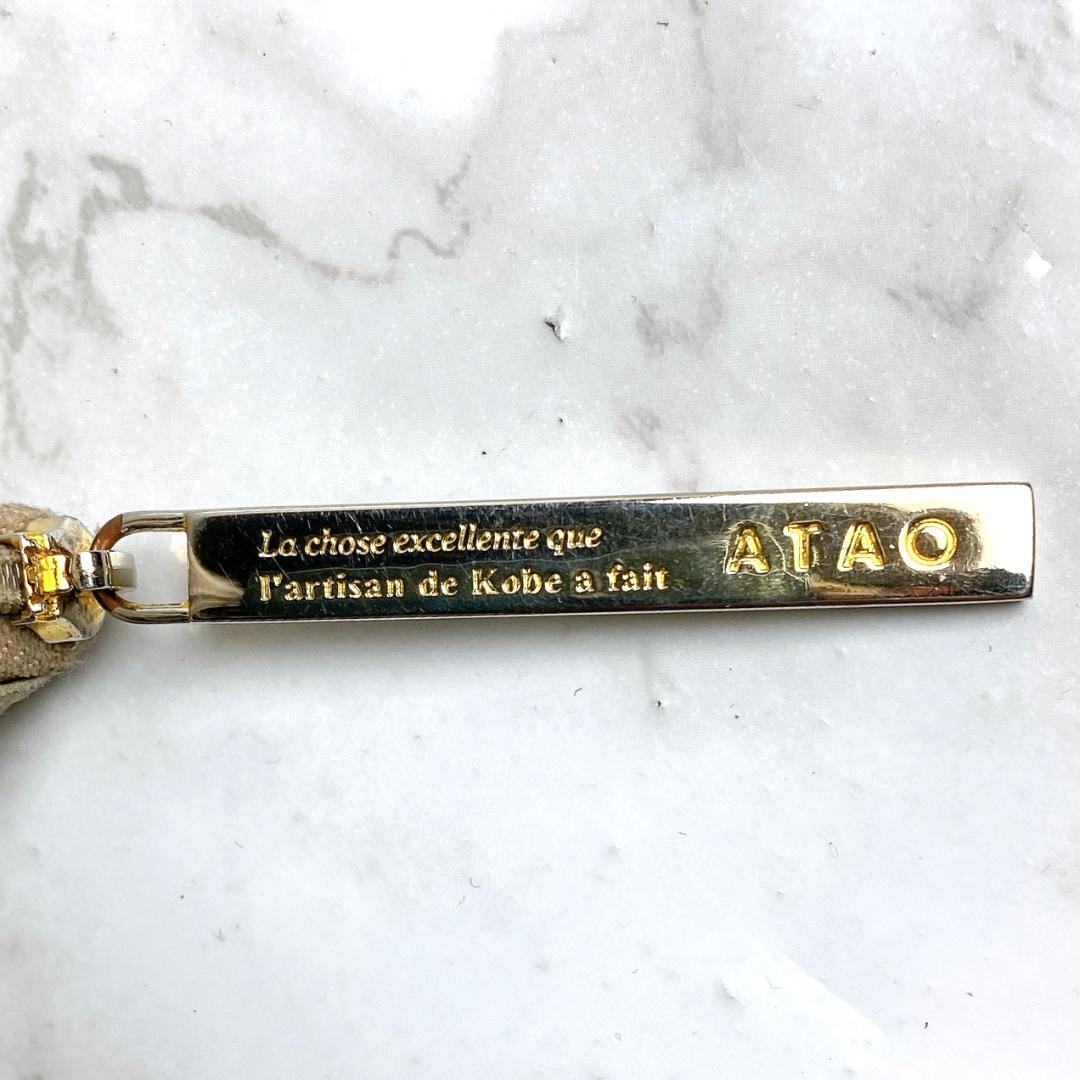 La chose excellente que
l'artisan de Kobe a fait
ATAO